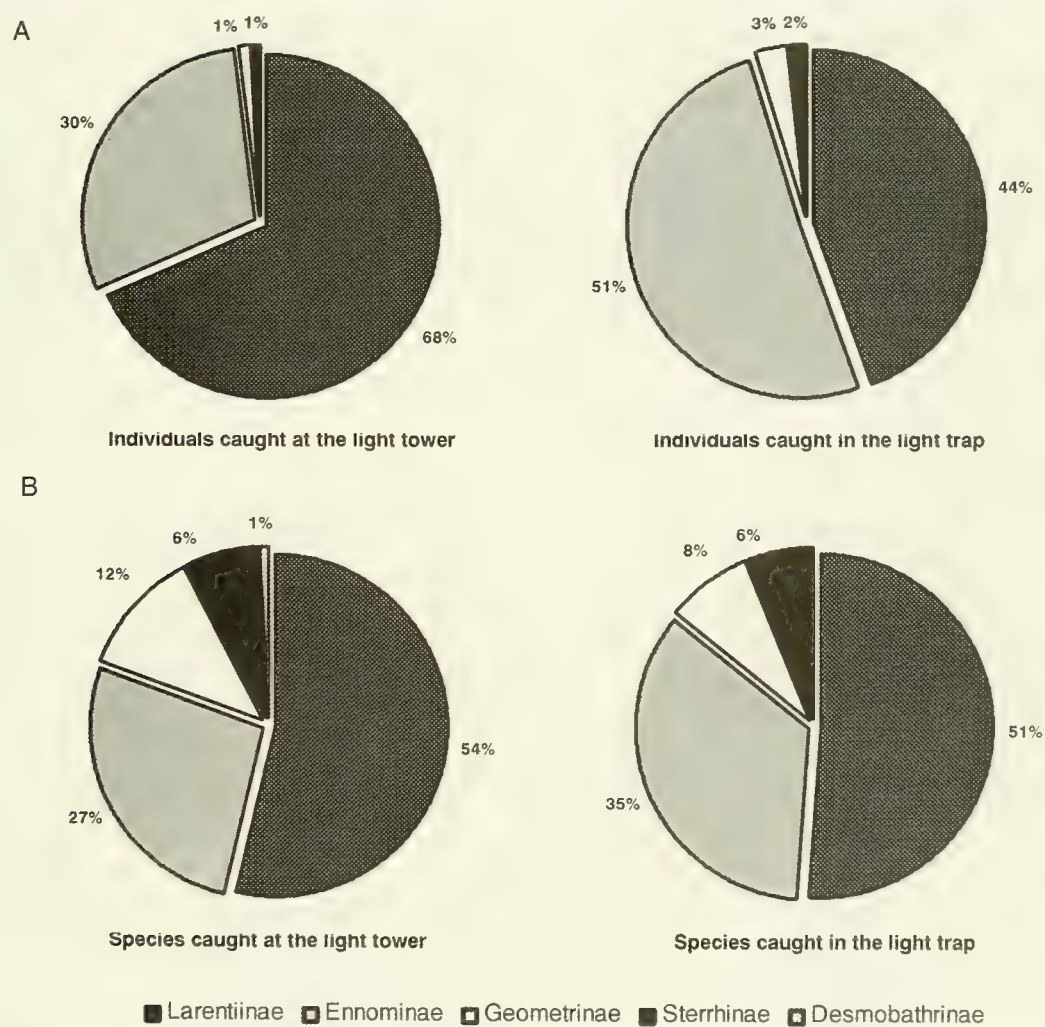 A
1% 1%
3% 2%
30%
44%
51%
68%
Individuals caught at the light tower
Individuals caught in the light trap
B
1%
6%
6%
8%
12%
54%
51%
27%
35%
Species caught at the light tower
Species caught in the light trap
Larentiinae Ennominae Geometrinae Sterrhinae Desmobathrinae